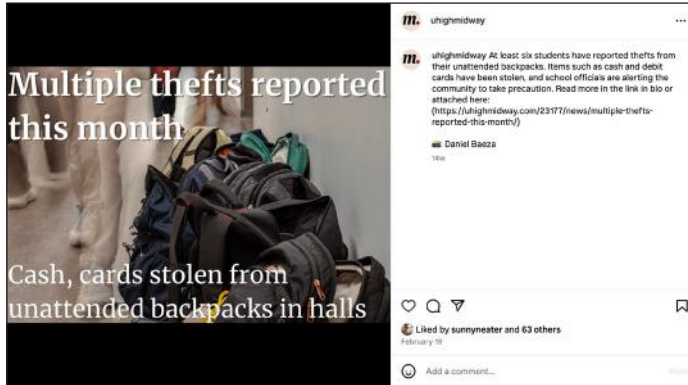 Multiple thefts reported
this month
Cash, cards stolen from
unattended backpacks in halls
m. uhighmidway
m. uhighmidway At least six students have reported thefts from
their unattended backpacks. Items such as cash and debit
cards have been stolen, and school officials are alerting the
community to take precaution. Read more in the link in bio or
attached here:
(https://uhighmidway.com/23177/news/multiple-thefts-
reported-this-month/)
📸: Daniel Baeza
14w
Liked by sunnyneater and 63 others
Add a comment...